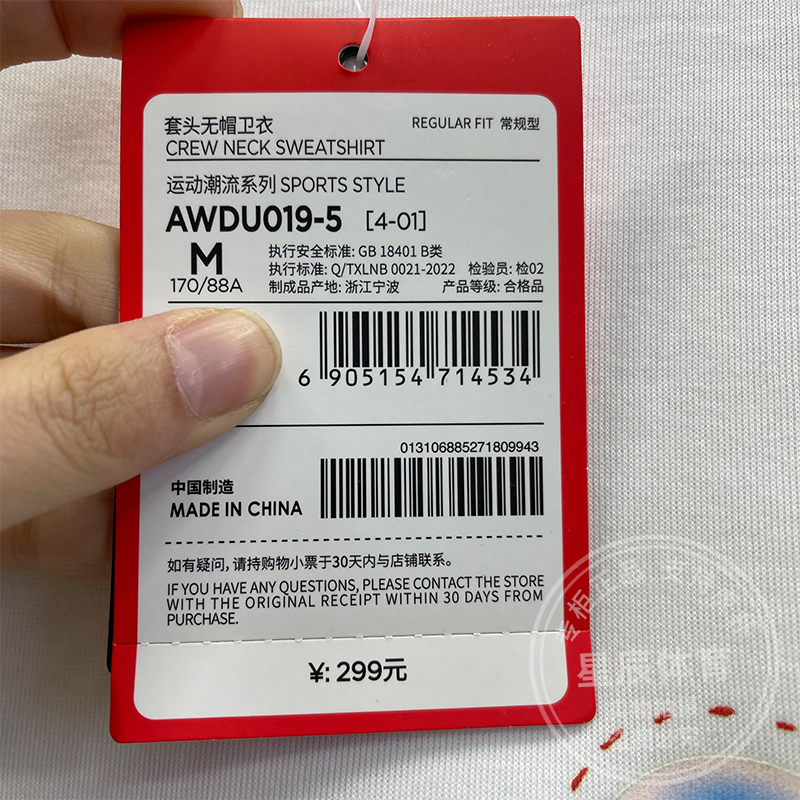 套头无帽卫衣
REGULAR FIT 常规型
CREW NECK SWEATSHIRT
运动潮流系列 SPORTS STYLE
AWDU019-5 [4-01]
M
170/88A
执行安全标准: GB 18401 B类
执行标准: Q/TXLNB 0021-2022 检验员: 检02
制成品产地: 浙江宁波 产品等级: 合格品
6 905154 714534
013106885271809943
中国制造
MADE IN CHINA
如有疑问, 请持购物小票于30天内与店铺联系。
IF YOU HAVE ANY QUESTIONS, PLEASE CONTACT THE STORE
WITH THE ORIGINAL RECEIPT WITHIN 30 DAYS FROM
PURCHASE.
¥: 299元
星辰体育